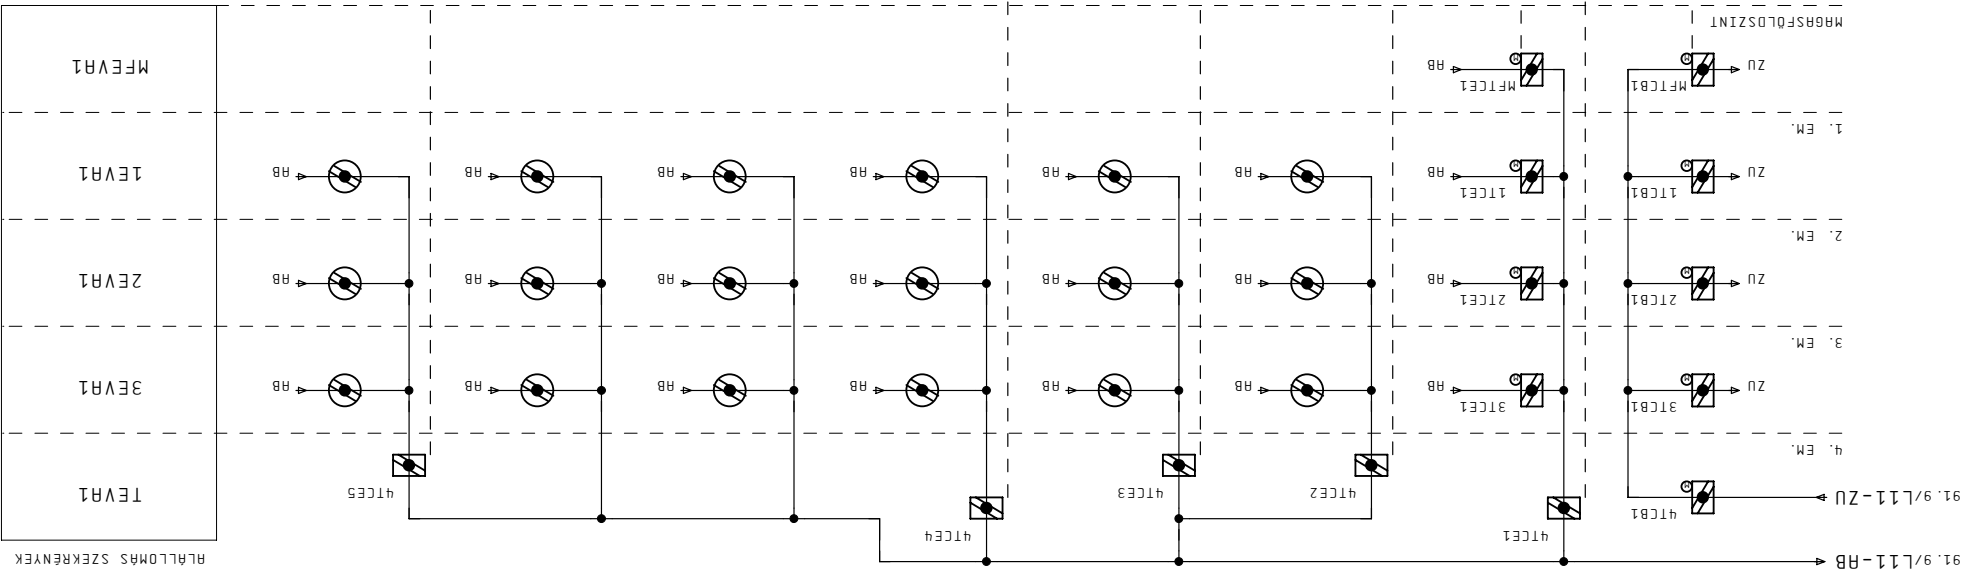 91.9/L11-AB
ALÁLLOMÁS SZEKRÉNYEK
4TCE1
4TCE4
91.9/L11-ZU
4TCB1
M
4TCE2
4TCE3
4TCE5
TEVA1
4. EM.
3TCB1
3TCE1
ZU
M
M
AB
AB
AB
AB
AB
AB
AB
3EVA1
3. EM.
2TCB1
2TCE1
ZU
M
M
AB
AB
AB
AB
AB
AB
AB
2EVA1
2. EM.
1TCB1
1TCE1
ZU
M
M
AB
AB
AB
AB
AB
AB
AB
1EVA1
1. EM.
MFTCB1
MFTCE1
ZU
M
M
AB
MFEVA1
MAGASFÖLDSZINT